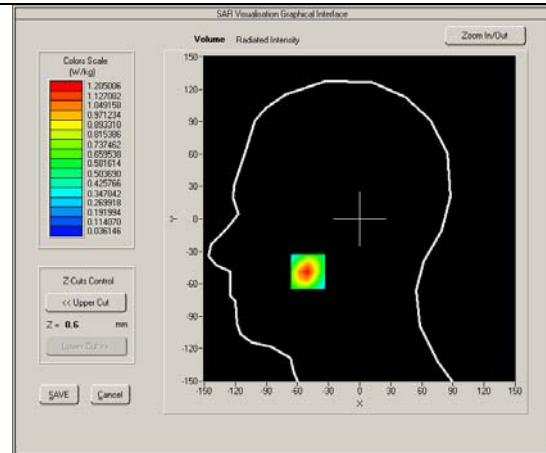 SAR Visualisation Graphical Interface
Volume Radiated Intensity
Zoom In/Out
Colors Scale
(W/kg)
1.205006
1.127082
1.049158
0.971234
0.893310
0.815386
0.737462
0.659538
0.581614
0.503690
0.425766
0.347842
0.269918
0.191994
0.114070
0.036146
Z Cuts Control
<< Upper Cut
Z = 0.6 mm
Lower Cut >>
SAVE Cancel
Y
150
120
90
60
30
0
-30
-60
-90
-120
-150
-150 -120 -90 -60 -30 0 30 60 90 120 150
X